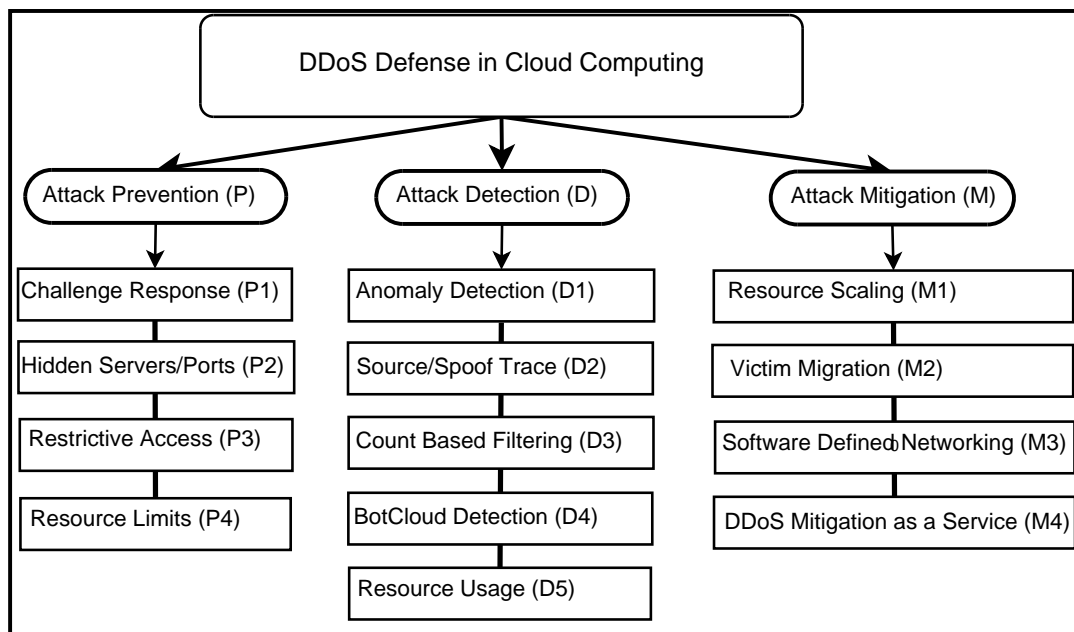 DDoS Defense in Cloud Computing
Attack Prevention (P)
Attack Detection (D)
Attack Mitigation (M)
Challenge Response (P1)
Hidden Servers/Ports (P2)
Restrictive Access (P3)
Resource Limits (P4)
Anomaly Detection (D1)
Source/Spoof Trace (D2)
Count Based Filtering (D3)
BotCloud Detection (D4)
Resource Usage (D5)
Resource Scaling (M1)
Victim Migration (M2)
Software Defined Networking (M3)
0
DDoS Mitigation as a Service (M4)